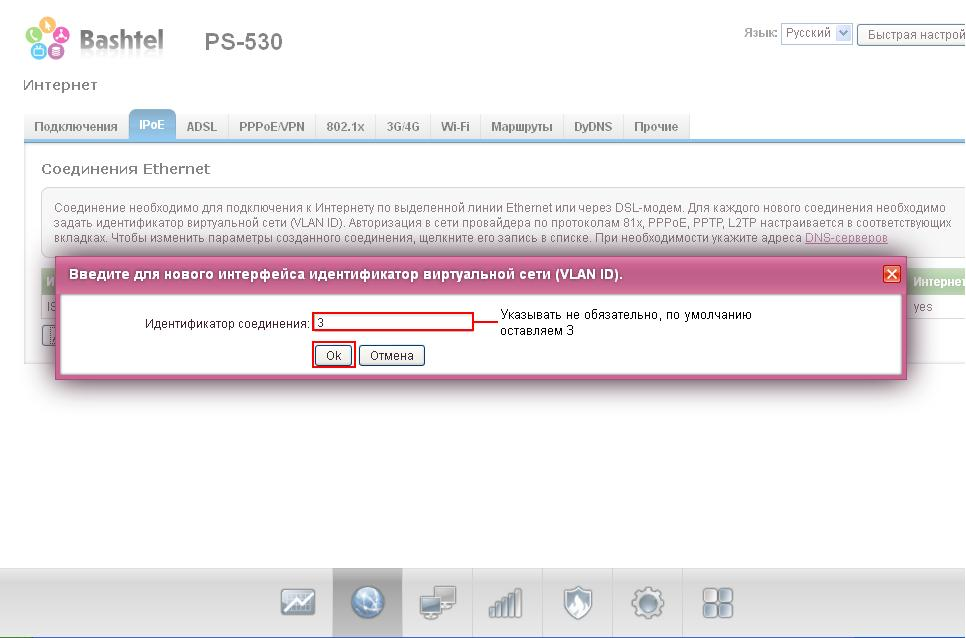 Bashtel
PS-530
Язык: Русский
Быстрая настрой
Интернет
Подключения IPoE ADSL PPPoE/VPN 802.1x 3G/4G Wi-Fi Маршруты DyDNS Прочие
Соединения Ethernet
Соединение необходимо для подключения к Интернету по выделенной линии Ethernet или через DSL-модем. Для каждого нового соединения необходимо
задать идентификатор виртуальной сети (VLAN ID). Авторизация в сети провайдера по протоколам 81x, PPPoE, PPTP, L2TP настраивается в соответствующих
вкладках. Чтобы изменить параметры созданного соединения, щелкните его запись в списке. При необходимости укажите адреса DNS-серверов
Введите для нового интерфейса идентификатор виртуальной сети (VLAN ID).
И
Интернет
IS
yes
Идентификатор соединения: 3
Указывать не обязательно, по умолчанию
оставляем 3
Ok Отмена